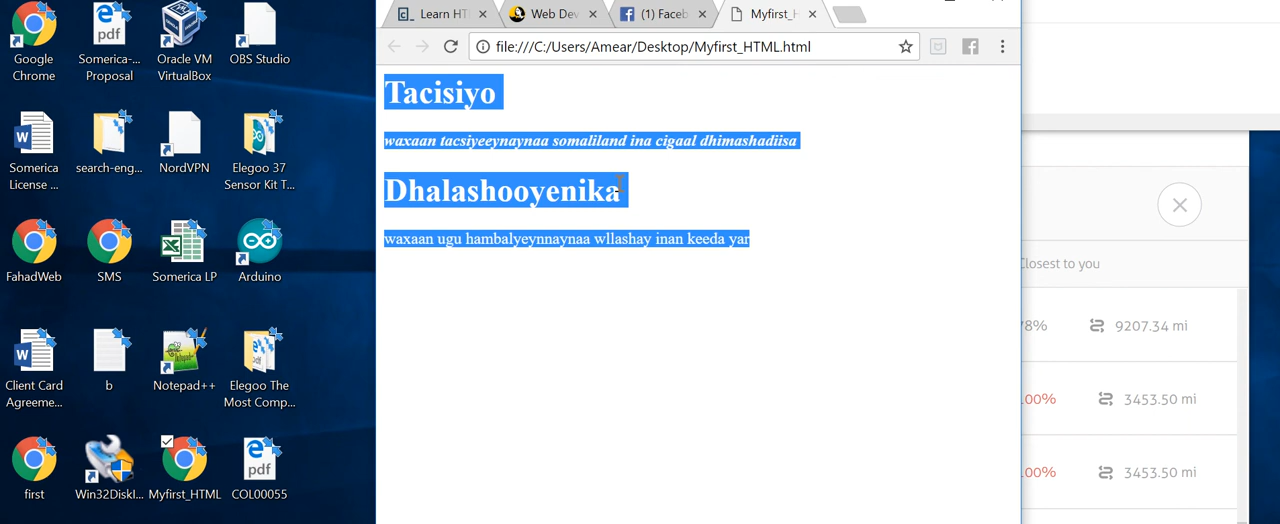 Learn HT
Web Dev
(1) Faceb
Myfirst_H
file:///C:/Users/Amear/Desktop/Myfirst_HTML.html
Tacisiyo
waxaan tacsiyeeynaynaa somaliland ina cigaal dhimashadiisa
Dhalashooyenika
waxaan ugu hambalyeynnaynaa wllashay inan keeda yar
Google Chrome
Somerica-... Proposal
Oracle VM VirtualBox
OBS Studio
Somerica License ...
search-eng...
NordVPN
Elegoo 37 Sensor Kit T...
FahadWeb
SMS
Somerica LP
Arduino
Client Card Agreeme...
b
Notepad++
Elegoo The Most Comp...
first
Win32DiskI...
Myfirst_HTML
COL00055
Closest to you
78%
9207.34 mi
100%
3453.50 mi
100%
3453.50 mi